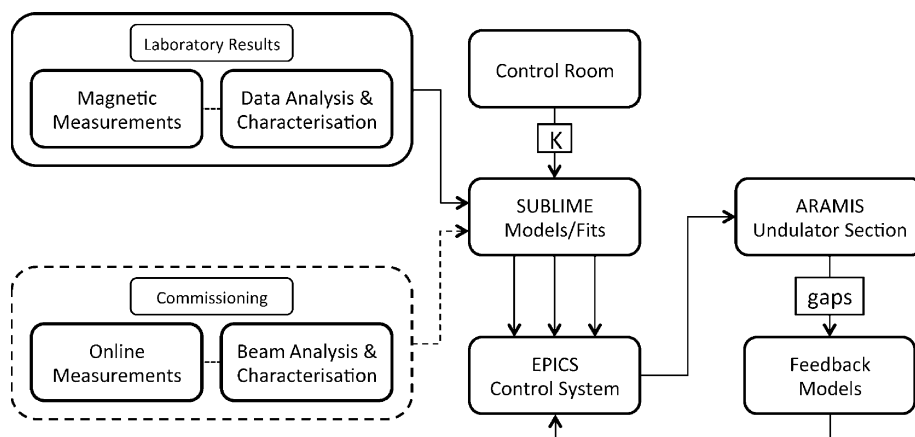 Laboratory Results
Magnetic
Measurements
Data Analysis &
Characterisation
Control Room
K
SUBLIME
Models/Fits
ARAMIS
Undulator Section
gaps
Commissioning
Online
Measurements
Beam Analysis &
Characterisation
EPICS
Control System
Feedback
Models